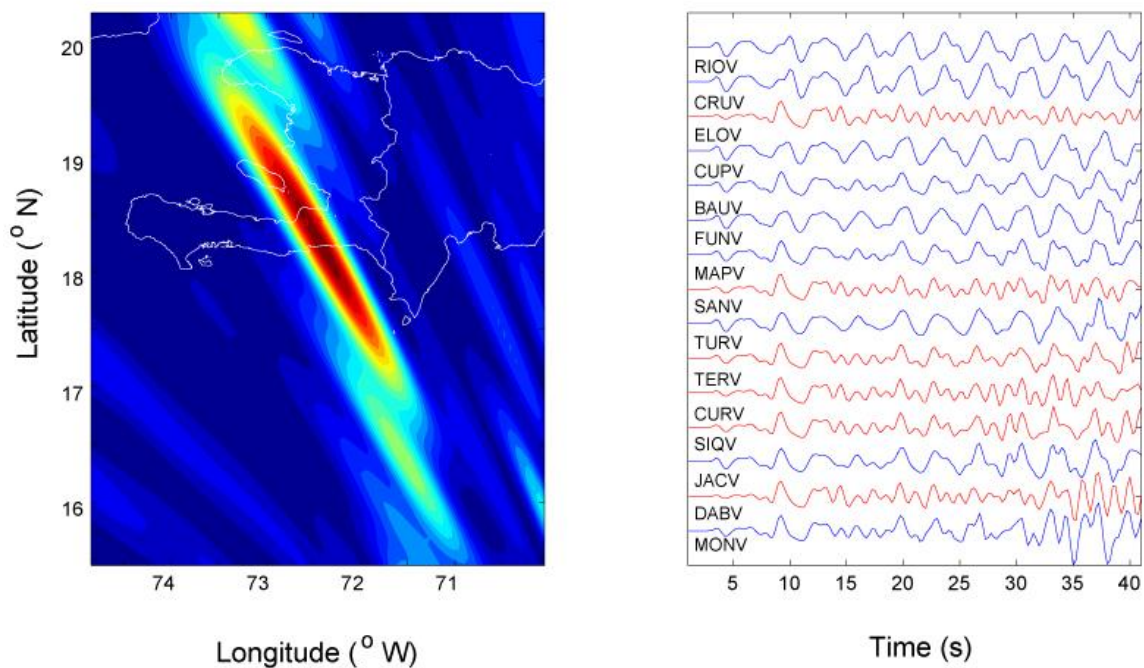 20
19
18
17
16
Latitude (° N)
74 73 72 71
Longitude (° W)
RIOV
CRUV
ELOV
CUPV
BAUV
FUNV
MAPV
SANV
TURV
TERV
CURV
SIQV
JACV
DABV
MONV
5 10 15 20 25 30 35 40
Time (s)